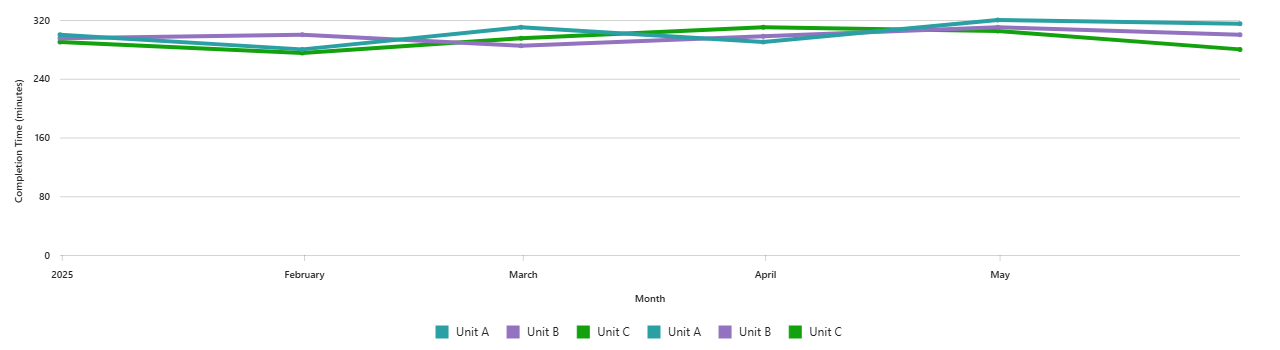 320
240
160
80
0
Completion Time (minutes)
2025 February March April May
Month
Unit A Unit B Unit C Unit A Unit B Unit C